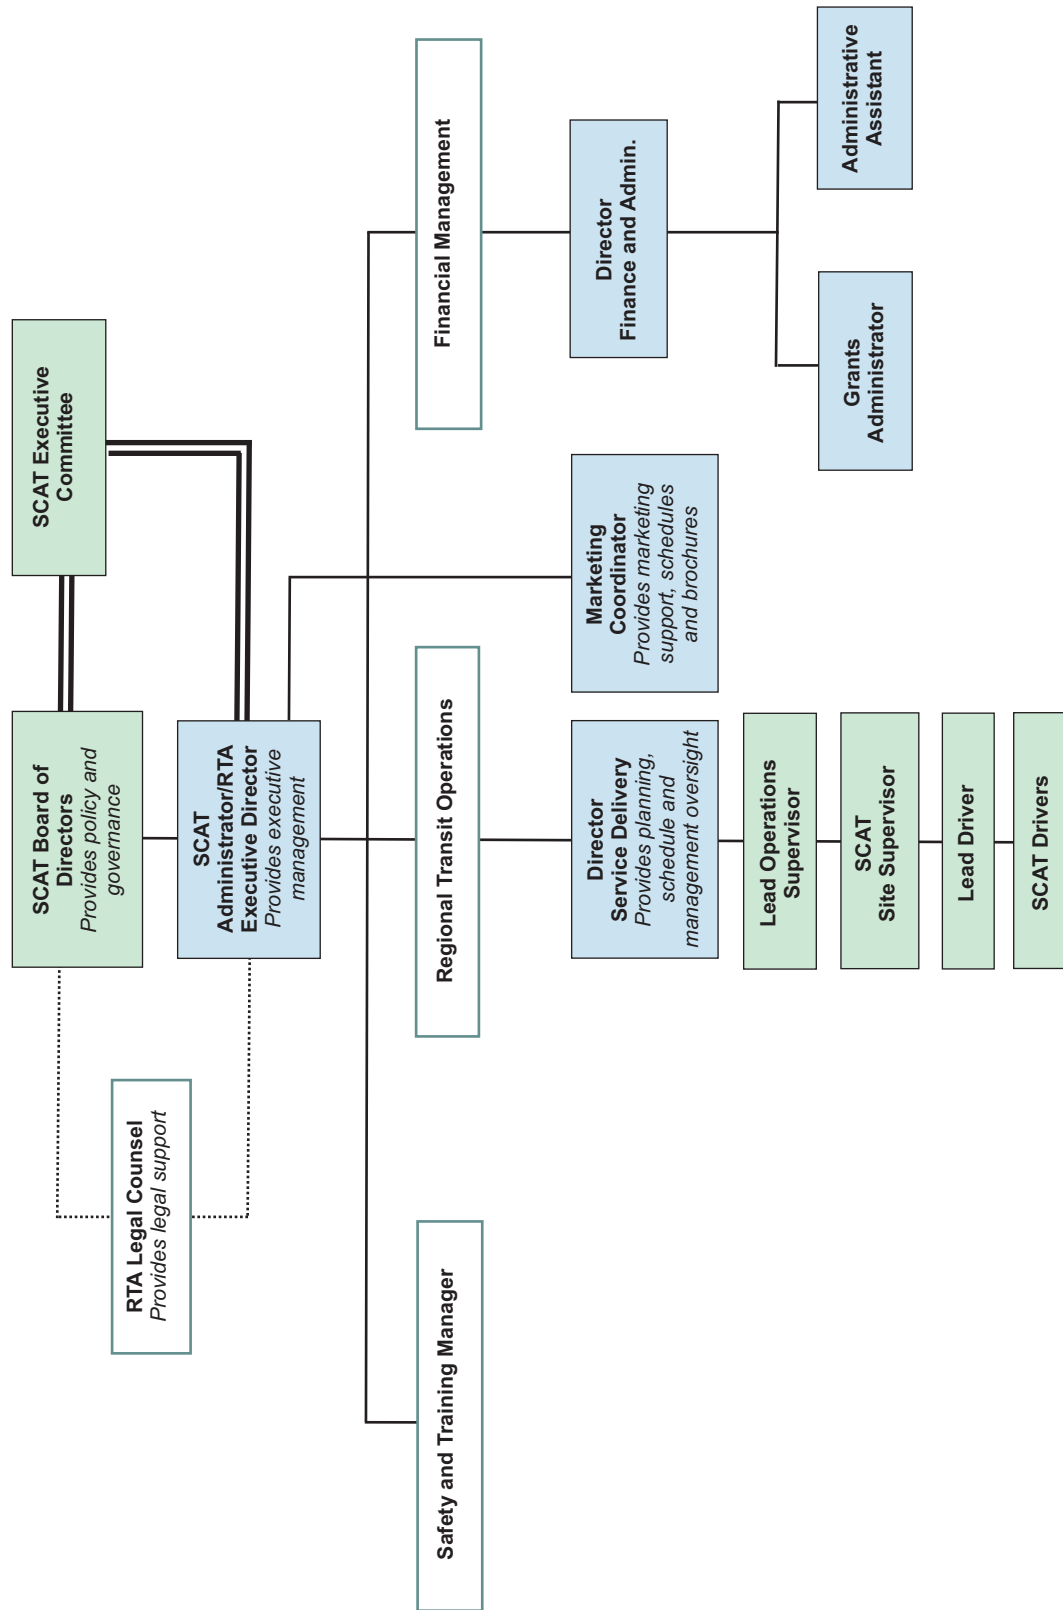 SCAT Board of
Directors
Provides policy and
governance
SCAT Executive
Committee
RTA Legal Counsel
Provides legal support
SCAT
Administrator/RTA
Executive Director
Provides executive
management
Safety and Training Manager
Regional Transit Operations
Financial Management
Director
Service Delivery
Provides planning,
schedule and
management oversight
Marketing
Coordinator
Provides marketing
support, schedules
and brochures
Director
Finance and Admin.
Lead Operations
Supervisor
SCAT
Site Supervisor
Lead Driver
SCAT Drivers
Grants
Administrator
Administrative
Assistant